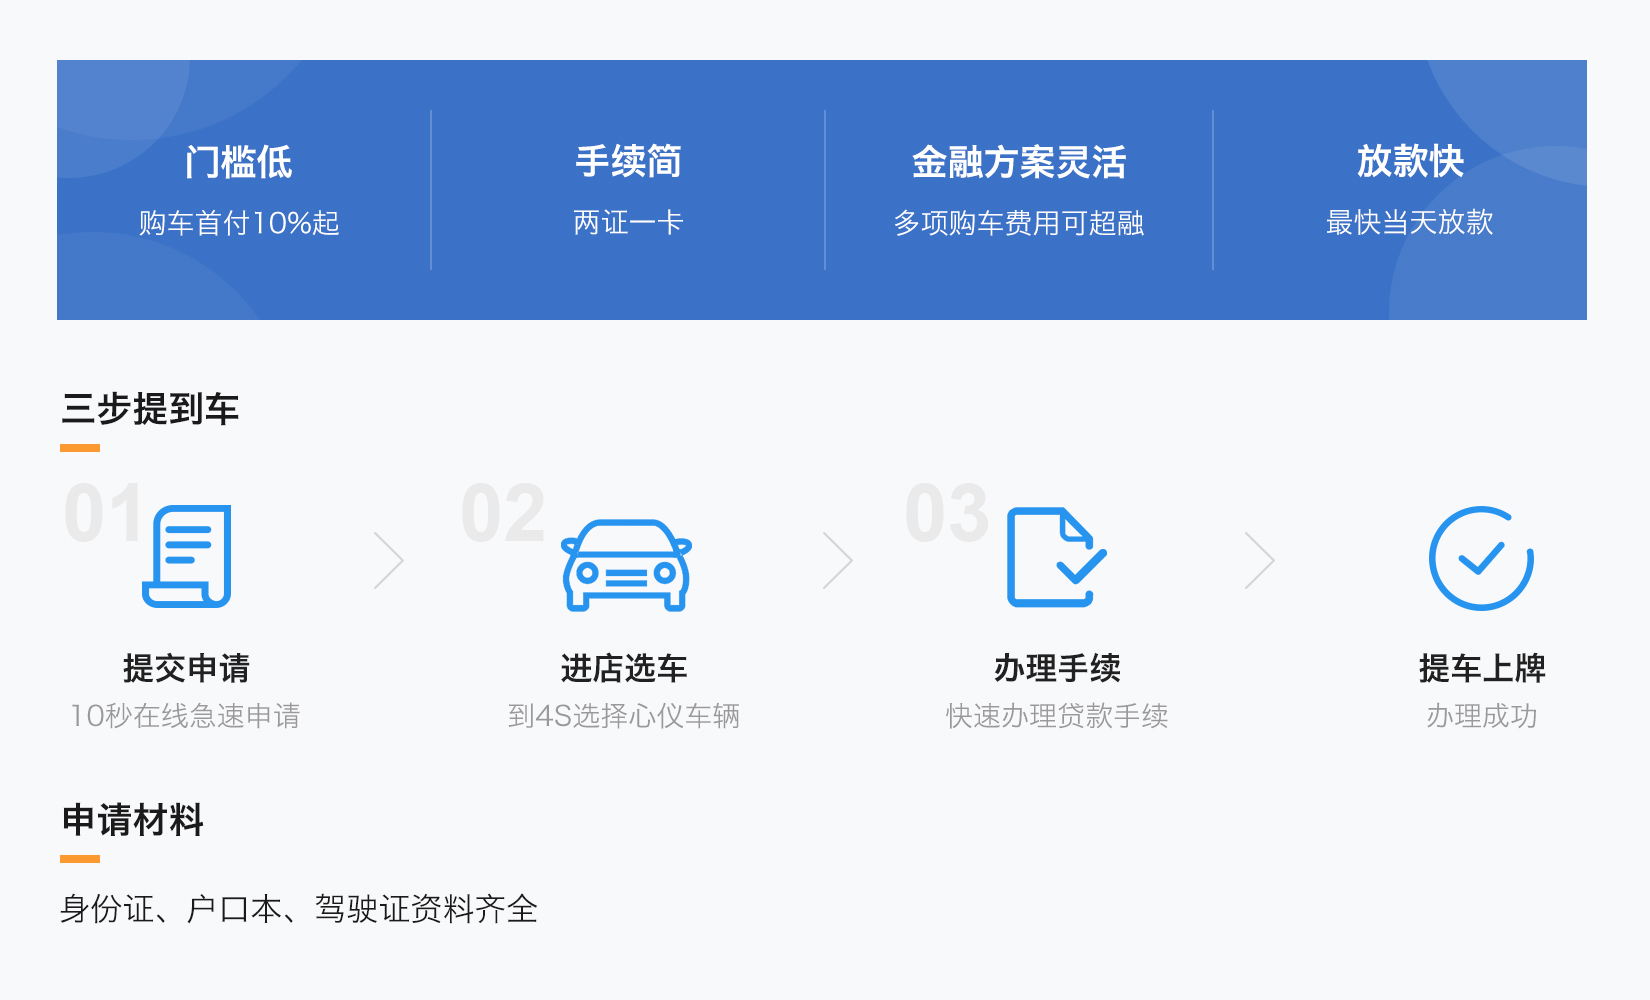 门槛低
购车首付10%起
手续简
两证一卡
金融方案灵活
多项购车费用可超融
放款快
最快当天放款
三步提到车
01
提交申请
10秒在线急速申请
02
进店选车
到4S选择心仪车辆
03
办理手续
快速办理贷款手续
提车上牌
办理成功
申请材料
身份证、户口本、驾驶证资料齐全